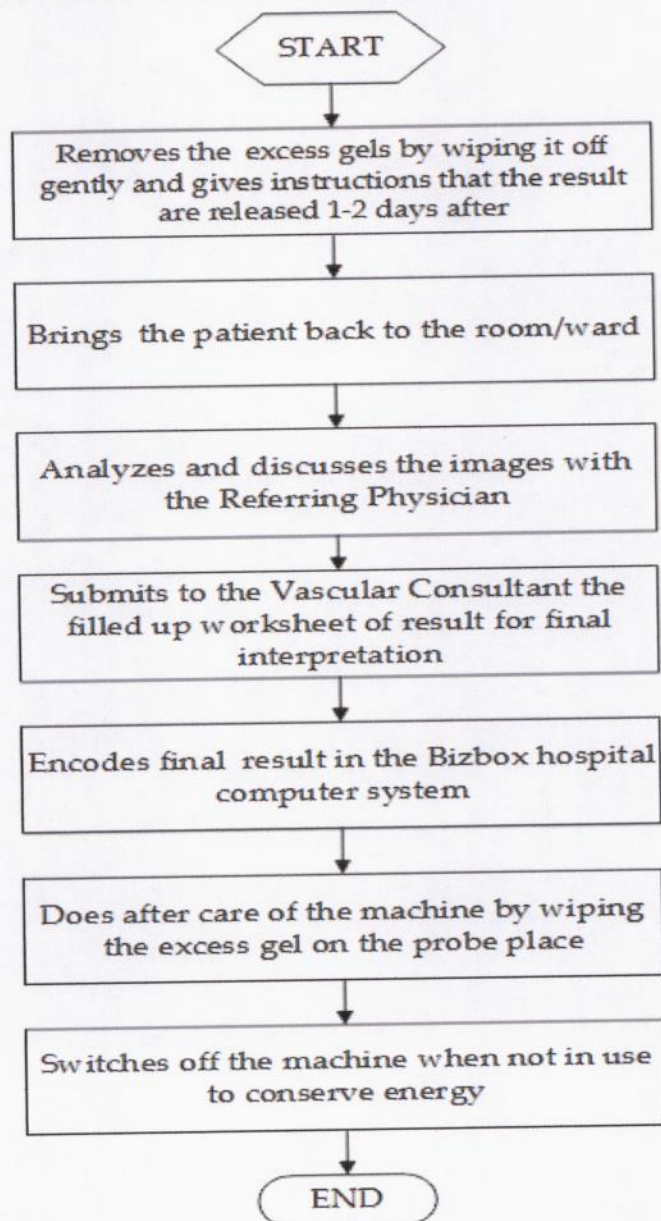 START
Removes the excess gels by wiping it off
gently and gives instructions that the result
are released 1-2 days after
Brings the patient back to the room/ward
Analyzes and discusses the images with
the Referring Physician
Submits to the Vascular Consultant the
filled up worksheet of result for final
interpretation
Encodes final result in the Bizbox hospital
computer system
Does after care of the machine by wiping
the excess gel on the probe place
Switches off the machine when not in use
to conserve energy
END